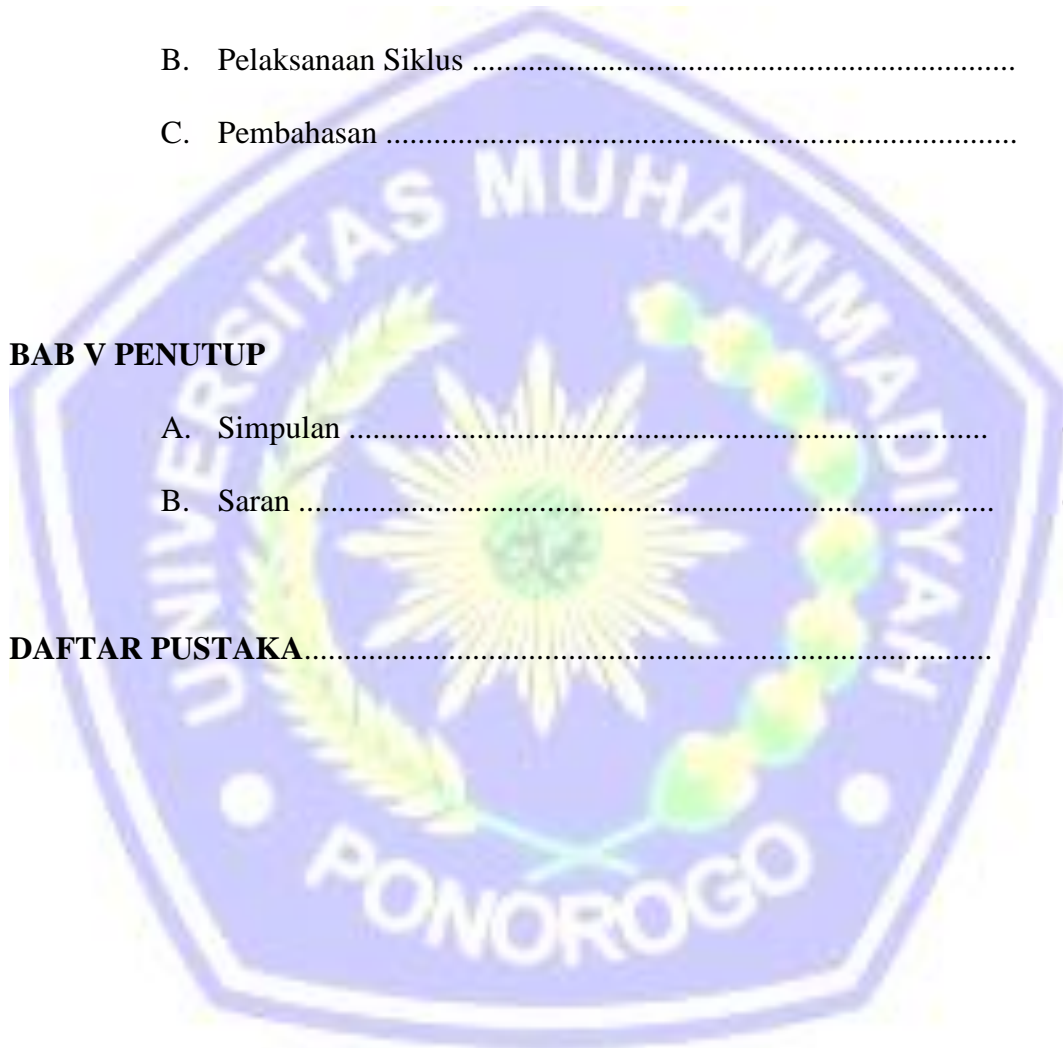 B. Pelaksanaan Siklus ....................................................................
C. Pembahasan ...............................................................................
UNIVERSITAS MUHAMMADIYAH
BAB V PENUTUP
A. Simpulan ................................................................................
B. Saran .......................................................................................
DAFTAR PUSTAKA......................................................................................
PONOROGO